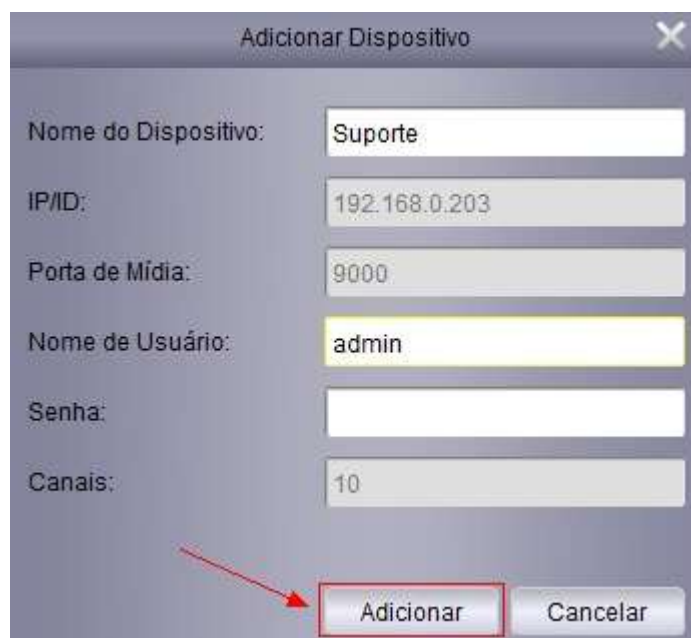 Adicionar Dispositivo
Nome do Dispositivo: Suporte
IP/ID: 192.168.0.203
Porta de Mídia: 9000
Nome de Usuário: admin
Senha:
Canais: 10
Adicionar Cancelar